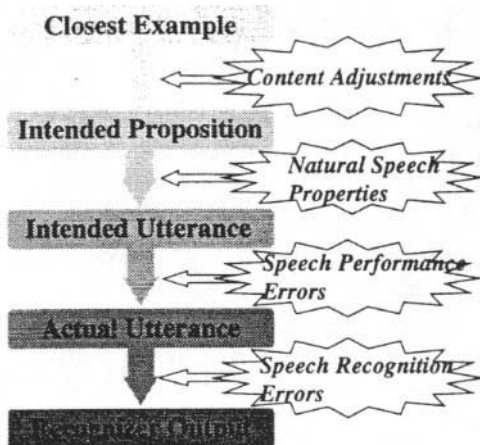 Closest Example
Content Adjustments
Intended Proposition
Natural Speech
Properties
Intended Utterance
Speech Performance
Errors
Actual Utterance
Speech Recognition
Errors
Recognizer Output